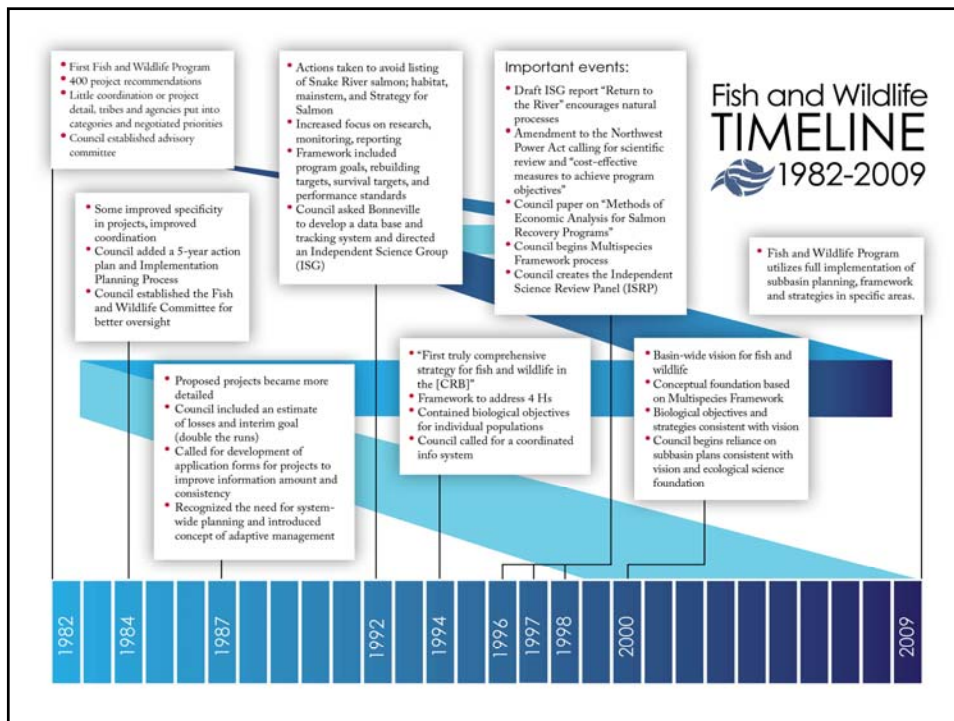 Fish and Wildlife
TIMELINE
1982-2009
First Fish and Wildlife Program
400 project recommendations
Little coordination or project
detail, tribes and agencies put into
categories and negotiated priorities
Council established advisory
committee
Some improved specificity
in projects, improved
coordination
Council added a 5-year action
plan and Implementation
Planning Process
Council established the Fish
and Wildlife Committee for
better oversight
Proposed projects became more
detailed
Council included an estimate
of losses and interim goal
(double the runs)
Called for development of
application forms for projects to
improve information amount and
consistency
Recognized the need for system-
wide planning and introduced
concept of adaptive management
Actions taken to avoid listing
of Snake River salmon; habitat,
mainstem, and Strategy for
Salmon
Increased focus on research,
monitoring, reporting
Framework included
program goals, rebuilding
targets, survival targets, and
performance standards
Council asked Bonneville
to develop a data base and
tracking system and directed
an Independent Science Group
(ISG)
"First truly comprehensive
strategy for fish and wildlife in
the [CRB]"
Framework to address 4 Hs
Contained biological objectives
for individual populations
Council called for a coordinated
info system
Important events:
Draft ISG report "Return to
the River" encourages natural
processes
Amendment to the Northwest
Power Act calling for scientific
review and "cost-effective
measures to achieve program
objectives"
Council paper on "Methods of
Economic Analysis for Salmon
Recovery Programs"
Council begins Multispecies
Framework process
Council creates the Independent
Science Review Panel (ISRP)
Basin-wide vision for fish and
wildlife
Conceptual foundation based on
Multispecies Framework
Biological objectives and
strategies consistent with vision
Council begins reliance on
subbasin plans consistent with
vision and ecological science
foundation
Fish and Wildlife Program
utilizes full implementation of
subbasin planning, framework
and strategies in specific areas.
1982
1984
1987
1992
1994
1996
1997
1998
2000
2009